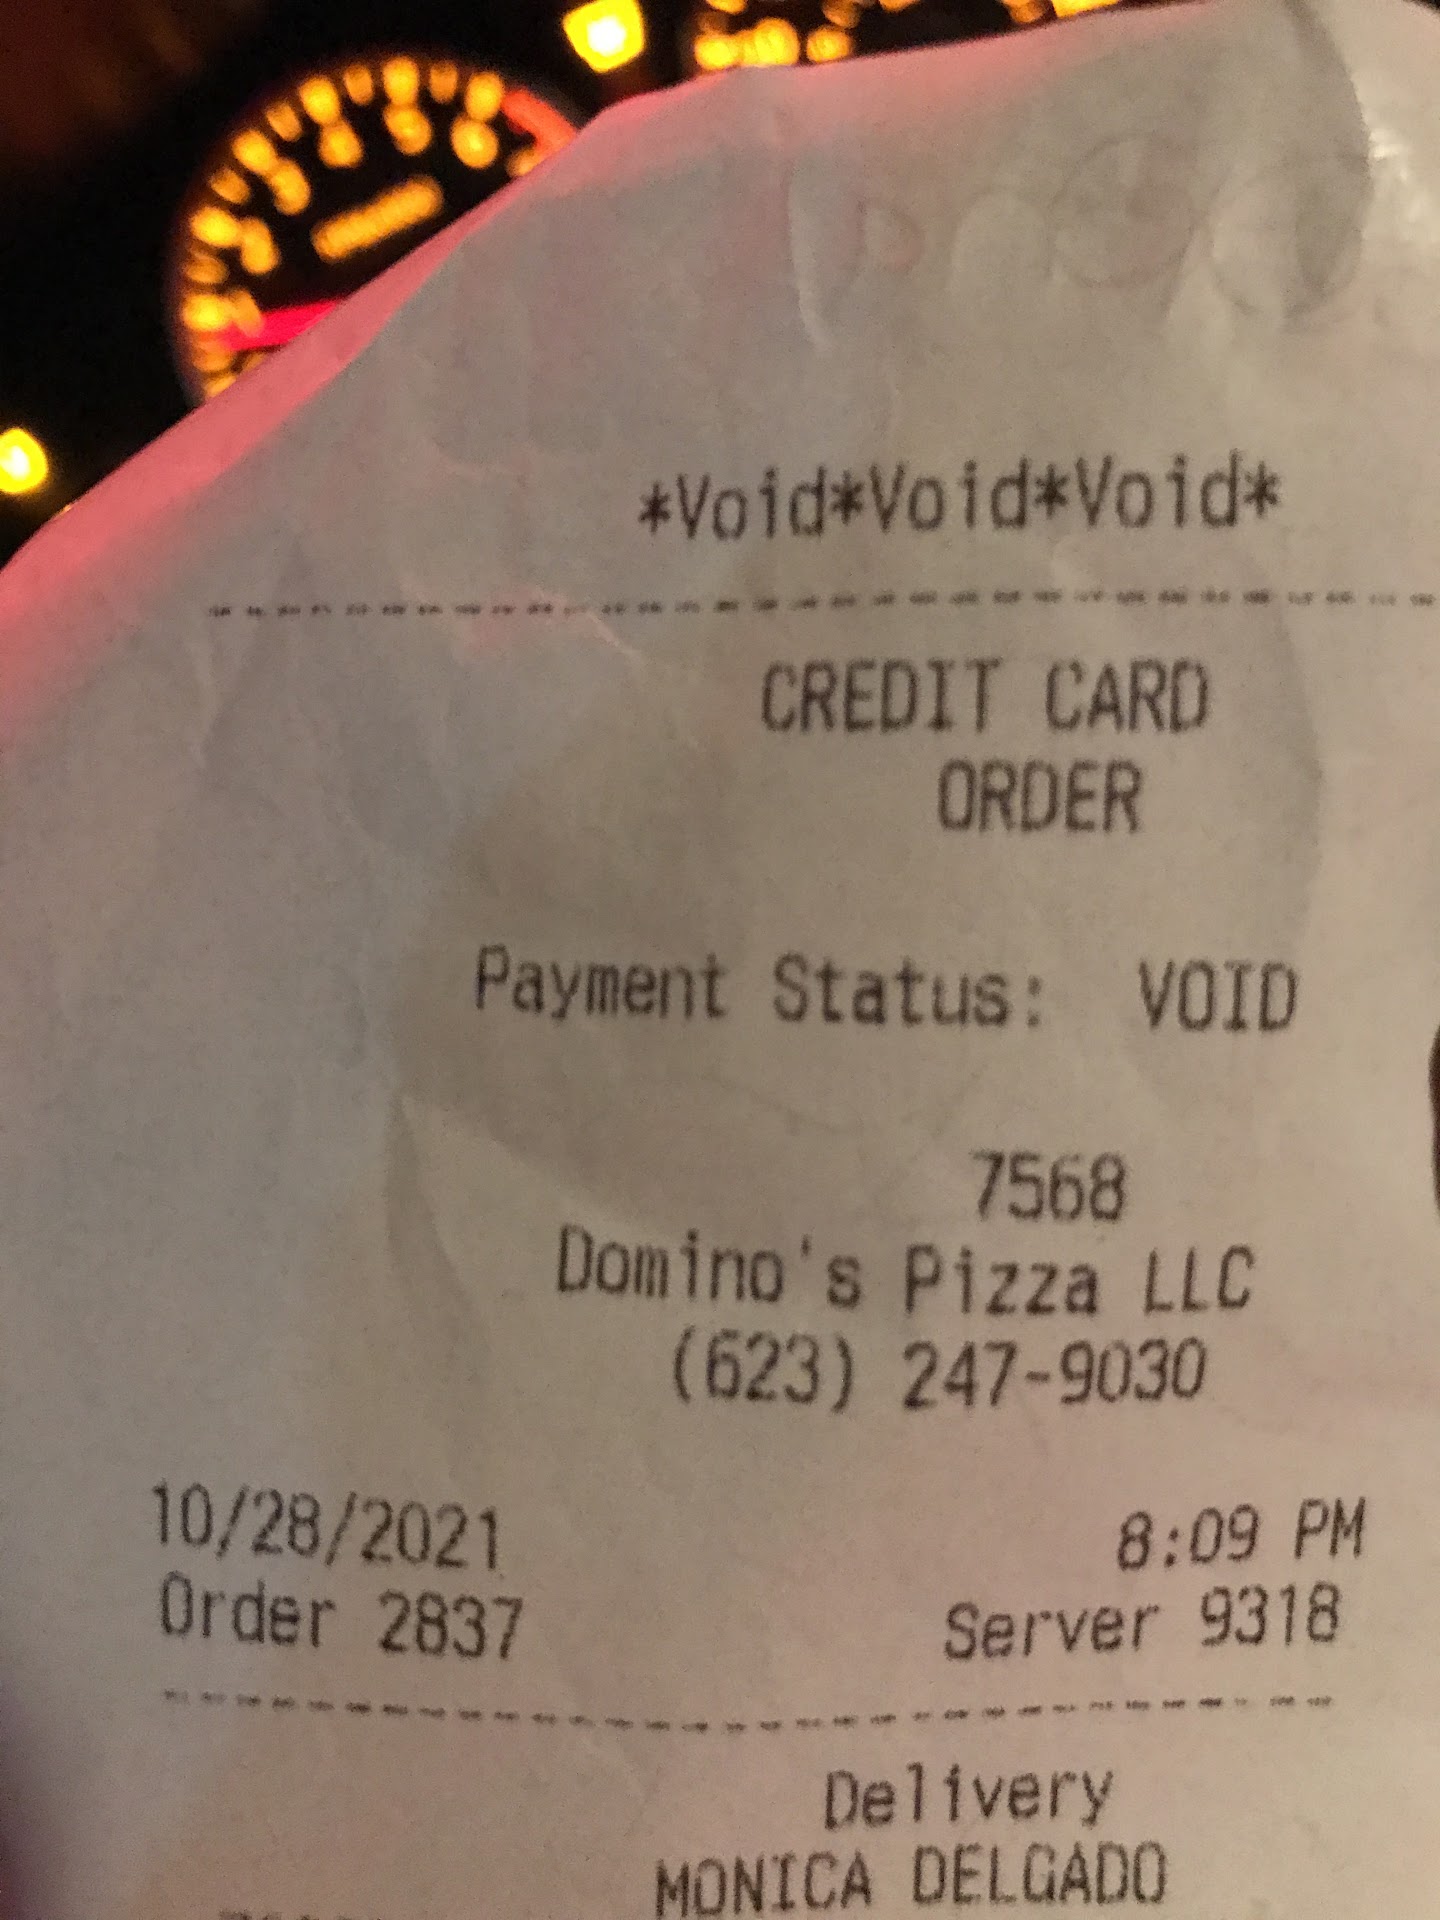 *Void*Void*Void*
CREDIT CARD
ORDER
Payment Status: VOID
7568
Domino's Pizza LLC
(623) 247-9030
10/28/2021 8:09 PM
Order 2837 Server 9318
Delivery
MONICA DELGADO